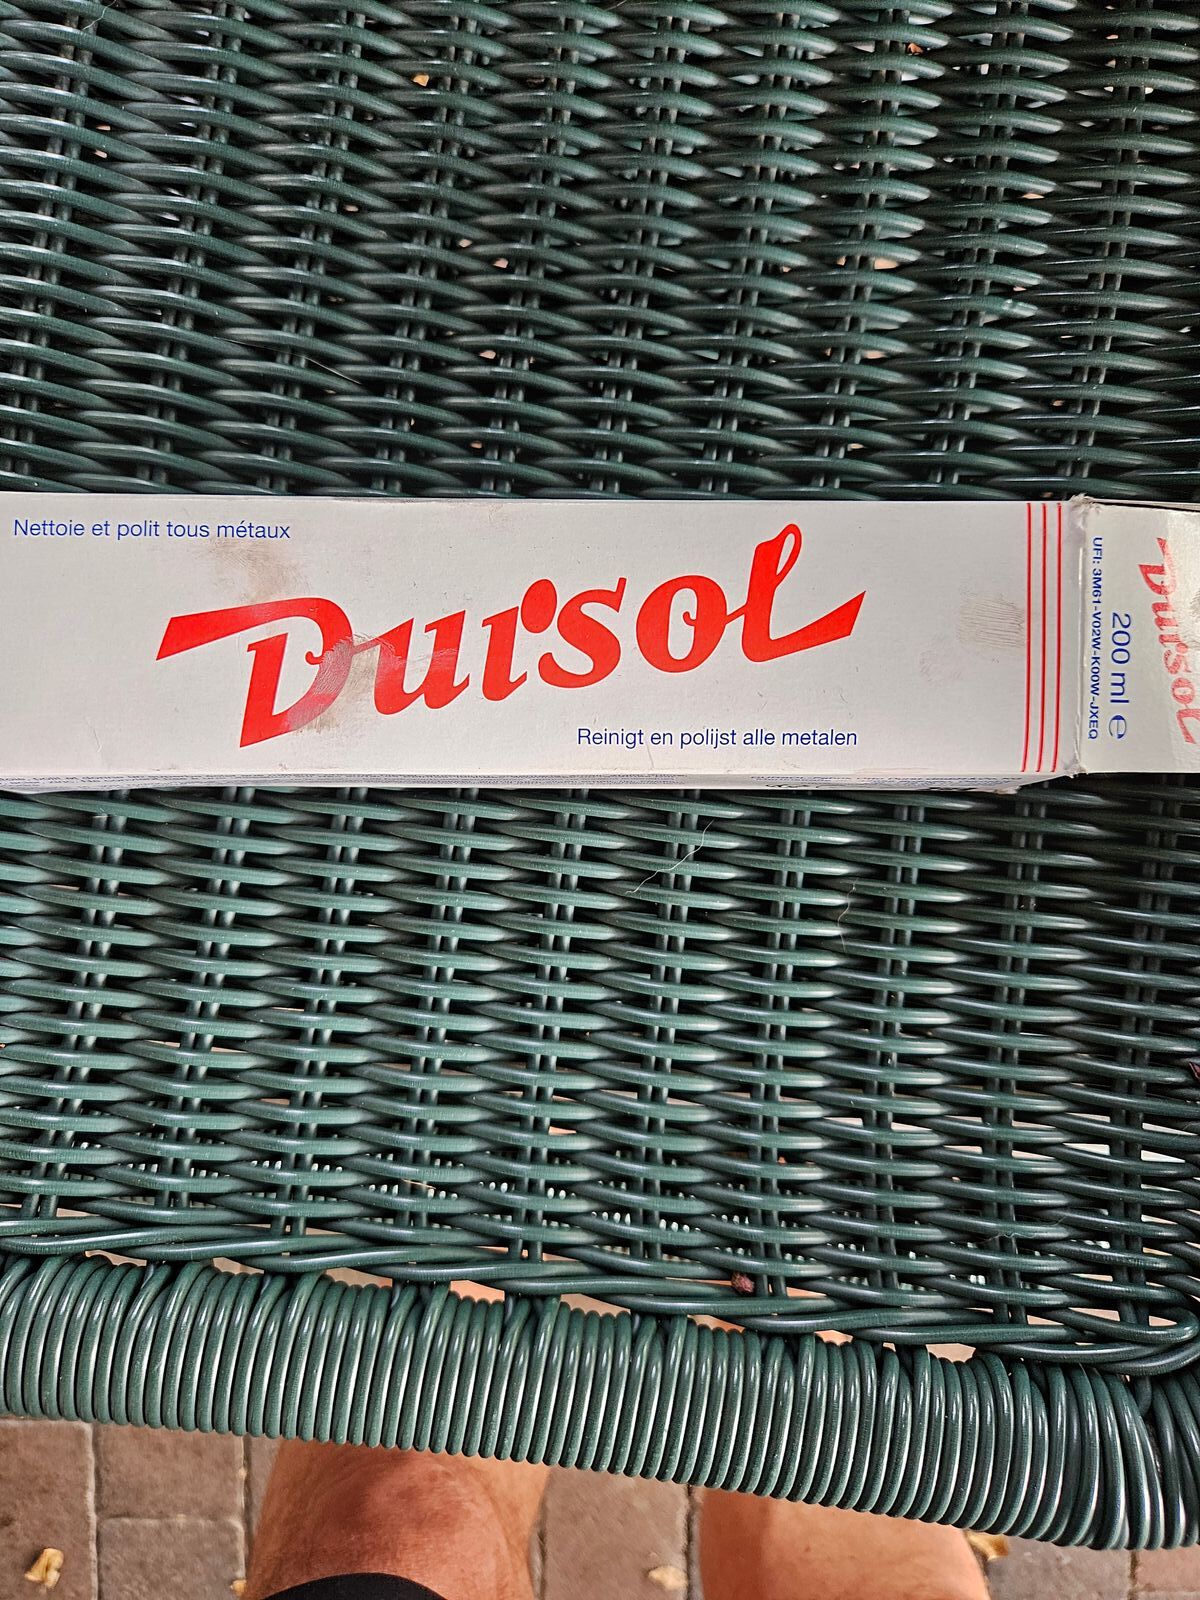 Nettoie et polit tous métaux
Dursol
Reinigt en polijst alle metalen
Dursol
200 ml e
UFI: 3M61-V02W-K00W-JXEQ